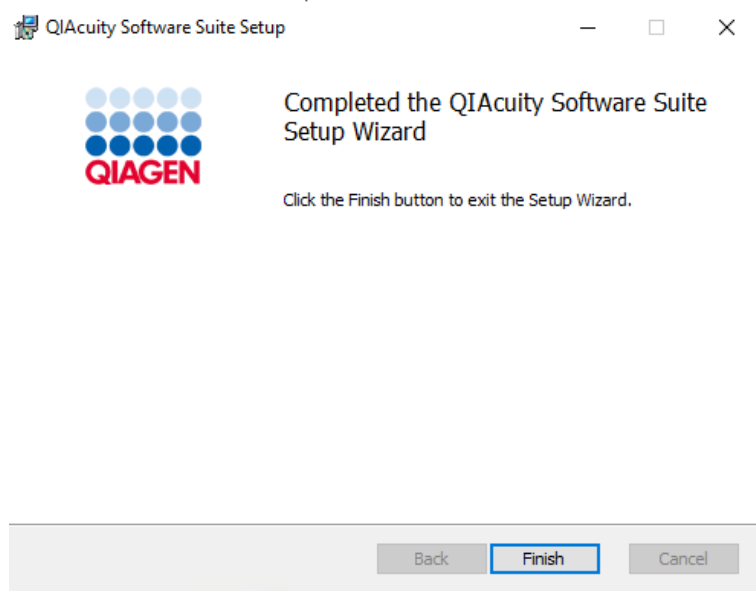 QIAcuity Software Suite Setup
Completed the QIAcuity Software Suite
Setup Wizard
QIAGEN
Click the Finish button to exit the Setup Wizard.
Back
Finish
Cancel